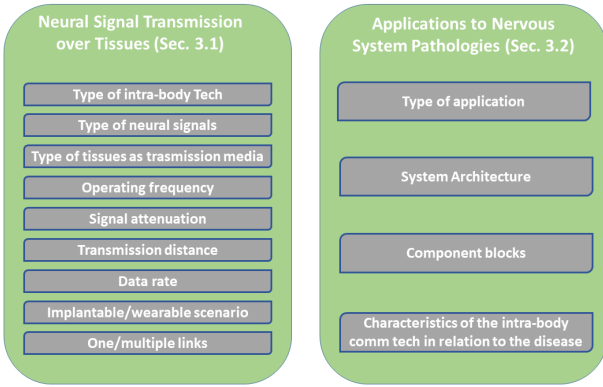 Neural Signal Transmission
over Tissues (Sec. 3.1)
Type of intra-body Tech
Type of neural signals
Type of tissues as trasmission media
Operating frequency
Signal attenuation
Transmission distance
Data rate
Implantable/wearable scenario
One/multiple links
Applications to Nervous
System Pathologies (Sec. 3.2)
Type of application
System Architecture
Component blocks
Characteristics of the intra-body
comm tech in relation to the disease